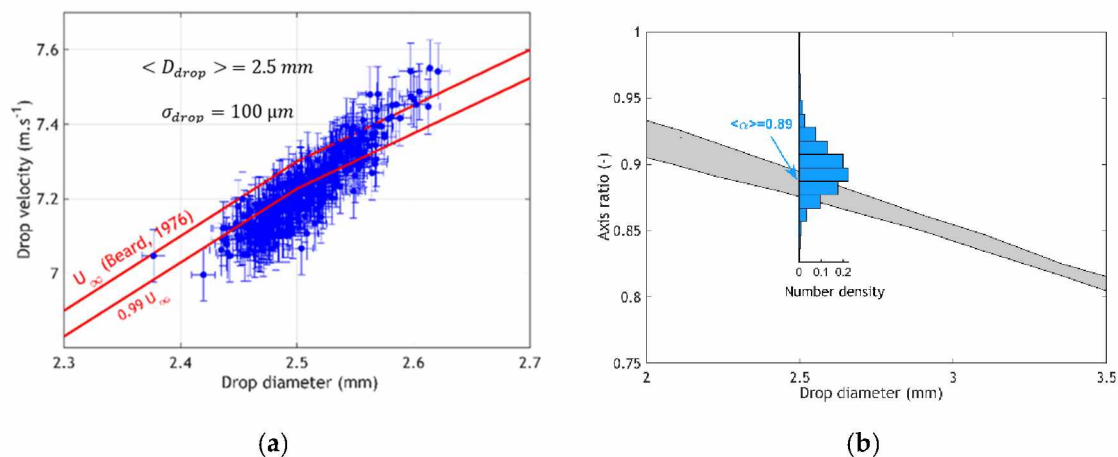 (a)
7.6
7.4
7.2
7
Drop velocity (m.s⁻¹)
< D_drop > = 2.5 mm
σ_drop = 100 μm
U_∞ (Beard, 1976)
0.99 U_∞
2.3 2.4 2.5 2.6 2.7
Drop diameter (mm)
(b)
1
0.95
0.9
0.85
0.8
0.75
Axis ratio (-)
<α>=0.89
0 0.1 0.2
Number density
2 2.5 3 3.5
Drop diameter (mm)
(a)
(b)